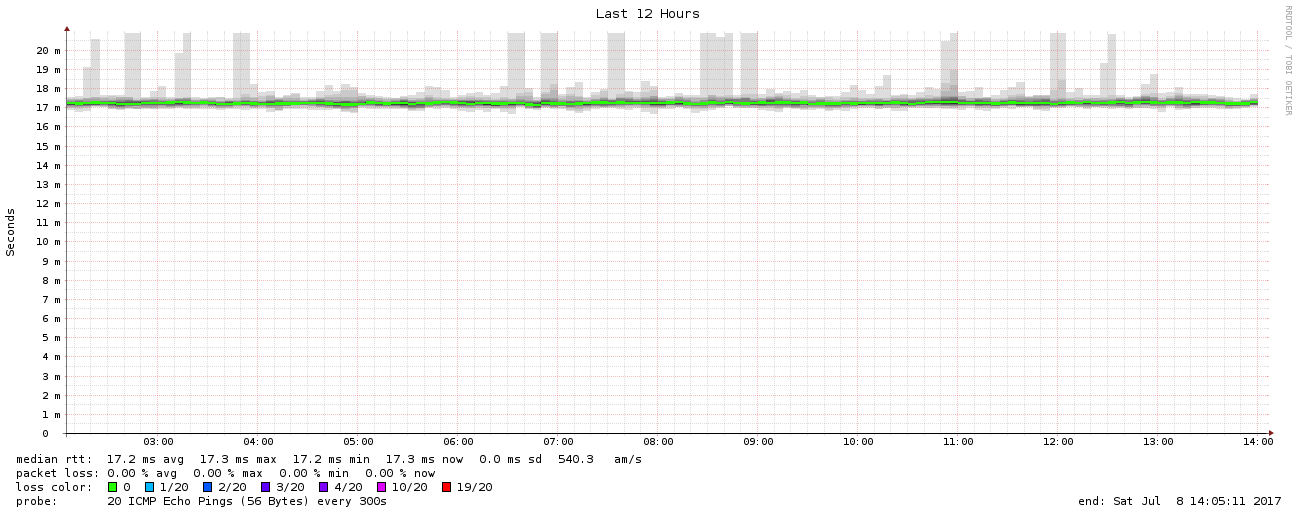 Last 12 Hours
RRDTOOL / TOBI OETIKER
Seconds
20 m
19 m
18 m
17 m
16 m
15 m
14 m
13 m
12 m
11 m
10 m
9 m
8 m
7 m
6 m
5 m
4 m
3 m
2 m
1 m
0
03:00 04:00 05:00 06:00 07:00 08:00 09:00 10:00 11:00 12:00 13:00 14:00
median rtt: 17.2 ms avg 17.3 ms max 17.2 ms min 17.3 ms now 0.0 ms sd 540.3 am/s
packet loss: 0.00 % avg 0.00 % max 0.00 % min 0.00 % now
loss color: 0 1/20 2/20 3/20 4/20 10/20 19/20
probe: 20 ICMP Echo Pings (56 Bytes) every 300s end: Sat Jul 8 14:05:11 2017